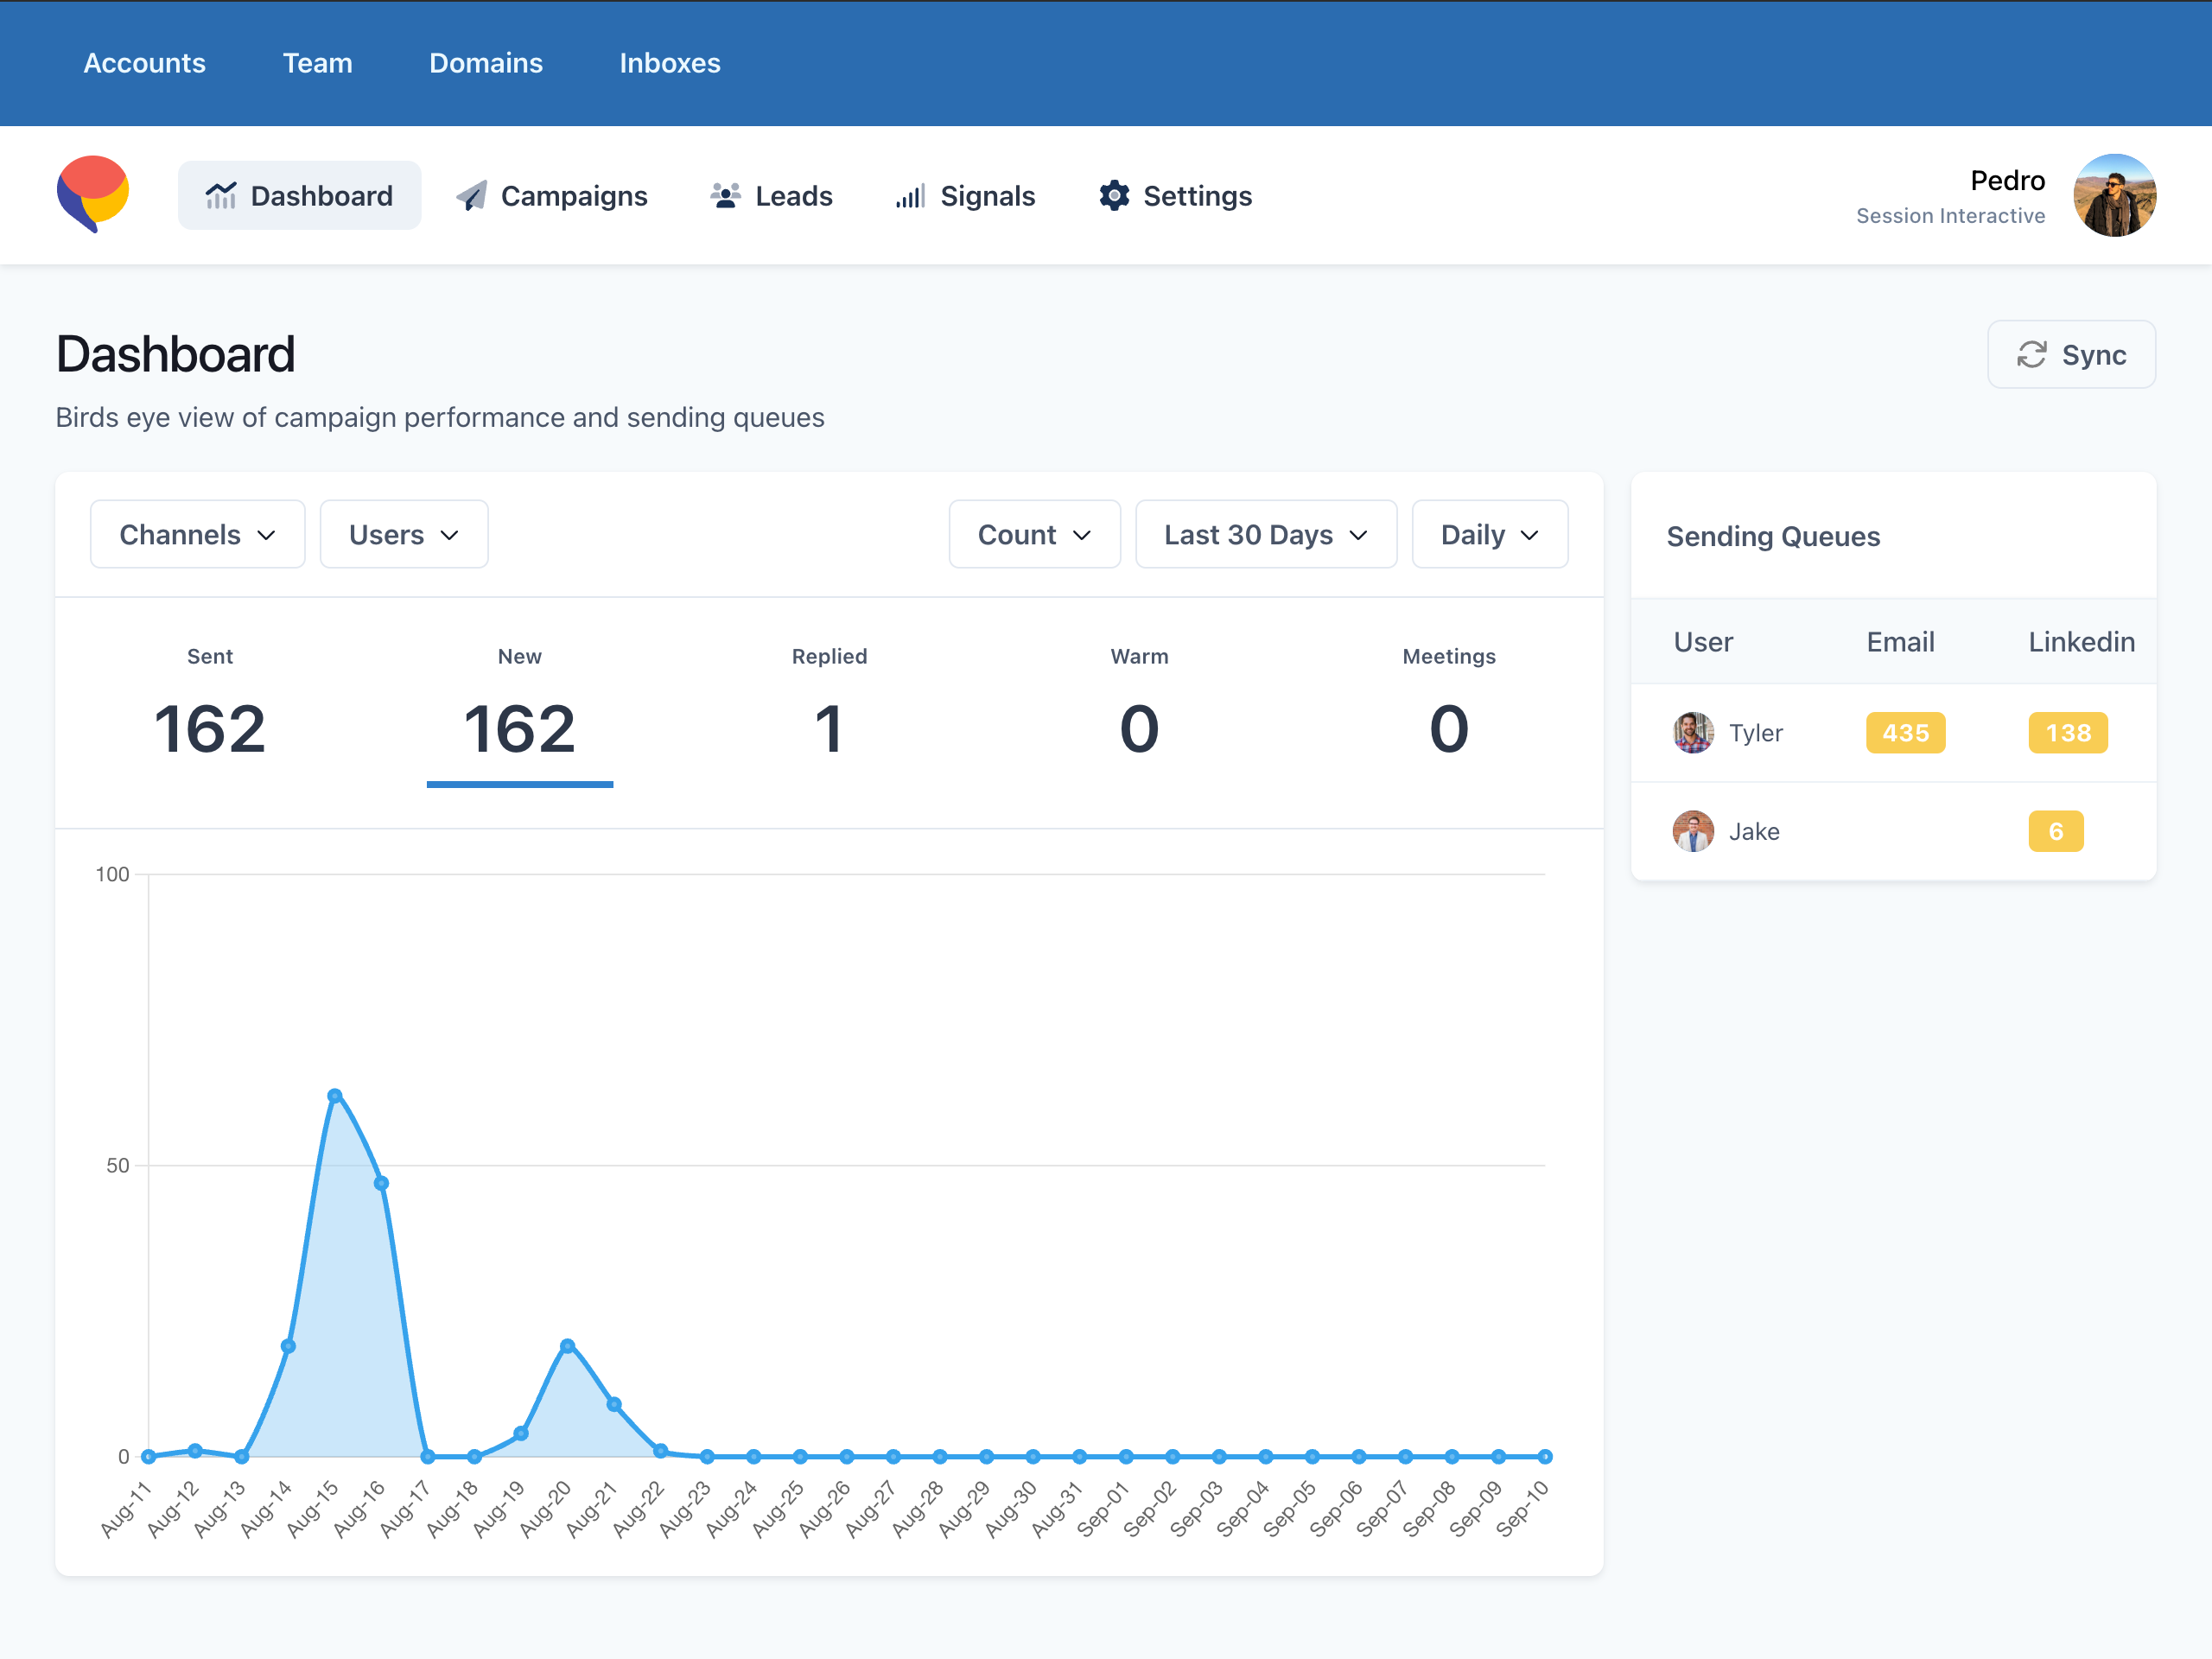 Accounts Team Domains Inboxes
Dashboard Campaigns Leads Signals Settings
Pedro
Session Interactive
Dashboard
Sync
Birds eye view of campaign performance and sending queues
Channels Users Count Last 30 Days Daily
Sent New Replied Warm Meetings
162 162 1 0 0
100
50
0
Aug-11 Aug-12 Aug-13 Aug-14 Aug-15 Aug-16 Aug-17 Aug-18 Aug-19 Aug-20 Aug-21 Aug-22 Aug-23 Aug-24 Aug-25 Aug-26 Aug-27 Aug-28 Aug-29 Aug-30 Aug-31 Sep-01 Sep-02 Sep-03 Sep-04 Sep-05 Sep-06 Sep-07 Sep-08 Sep-09 Sep-10
Sending Queues
User Email Linkedin
Tyler 435 138
Jake 6